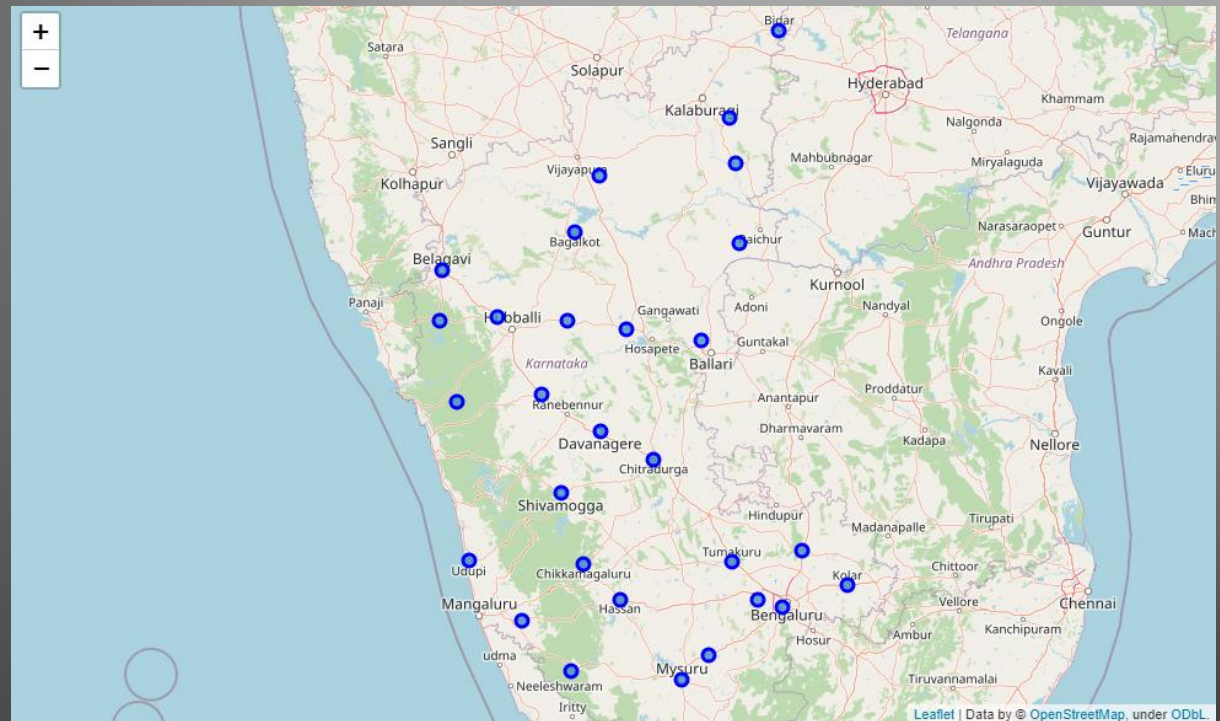 +
−
Bidar
Telangana
Satara
Solapur
Hyderabad
Kalaburagi
Khammam
Nalgonda
Rajamahendrav
Sangli
Mahbubnagar
Miryalaguda
Vijayapura
Eluru
Kolhapur
Vijayawada
Bhim
Narasaraopet
Guntur
Mach
Bagalkot
Raichur
Belagavi
Andhra Pradesh
Kurnool
Panaji
Gangawati
Adoni
Nandyal
Hubballi
Ongole
Hosapete
Guntakal
Karnataka
Ballari
Kavali
Proddatur
Ranebennur
Anantapur
Dharmavaram
Davanagere
Kadapa
Nellore
Chitradurga
Shivamogga
Hindupur
Tirupati
Madanapalle
Tumakuru
Udupi
Chikkamagaluru
Kolar
Chittoor
Mangaluru
Hassan
Vellore
Chennai
Bengaluru
Hosur
Ambur
Kanchipuram
udma
Mysuru
Neeleshwaram
Tiruvannamalai
Iritty
Leaflet | Data by © OpenStreetMap, under ODbL.